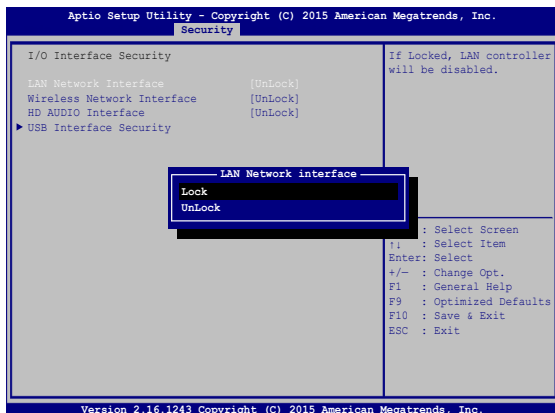 Aptio Setup Utility - Copyright (C) 2015 American Megatrends, Inc.
Security
I/O Interface Security
LAN Network Interface [UnLock]
Wireless Network Interface [UnLock]
HD AUDIO Interface [UnLock]
USB Interface Security
If Locked, LAN controller
will be disabled.
LAN Network interface
Lock
UnLock
: Select Screen
↑↓ : Select Item
Enter: Select
+/— : Change Opt.
F1 : General Help
F9 : Optimized Defaults
F10 : Save & Exit
ESC : Exit
Version 2.16.1243 Copyright (C) 2015 American Megatrends, Inc.